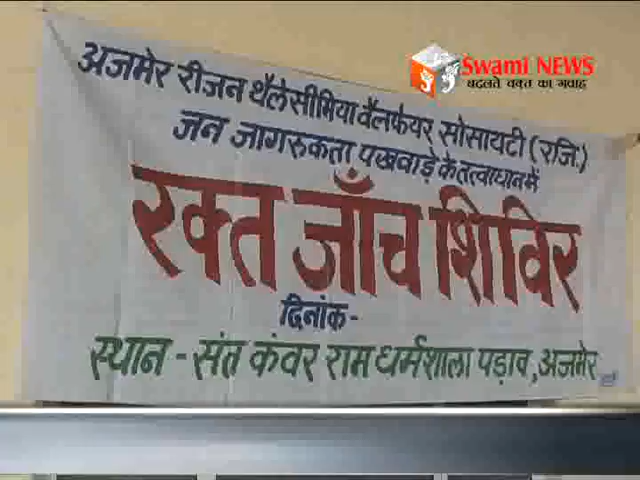 Swami NEWS
बदलते वक्त का गवाह
अजमेर रीजन थैलेसीमिया वैलफेयर सोसायटी (रजि.)
जन जागरुकता पखवाड़े के तत्वाधान में
रक्त जाँच शिविर
दिनांक-
स्थान - संत कंवर राम धर्मशाला पड़ाव, अजमेर